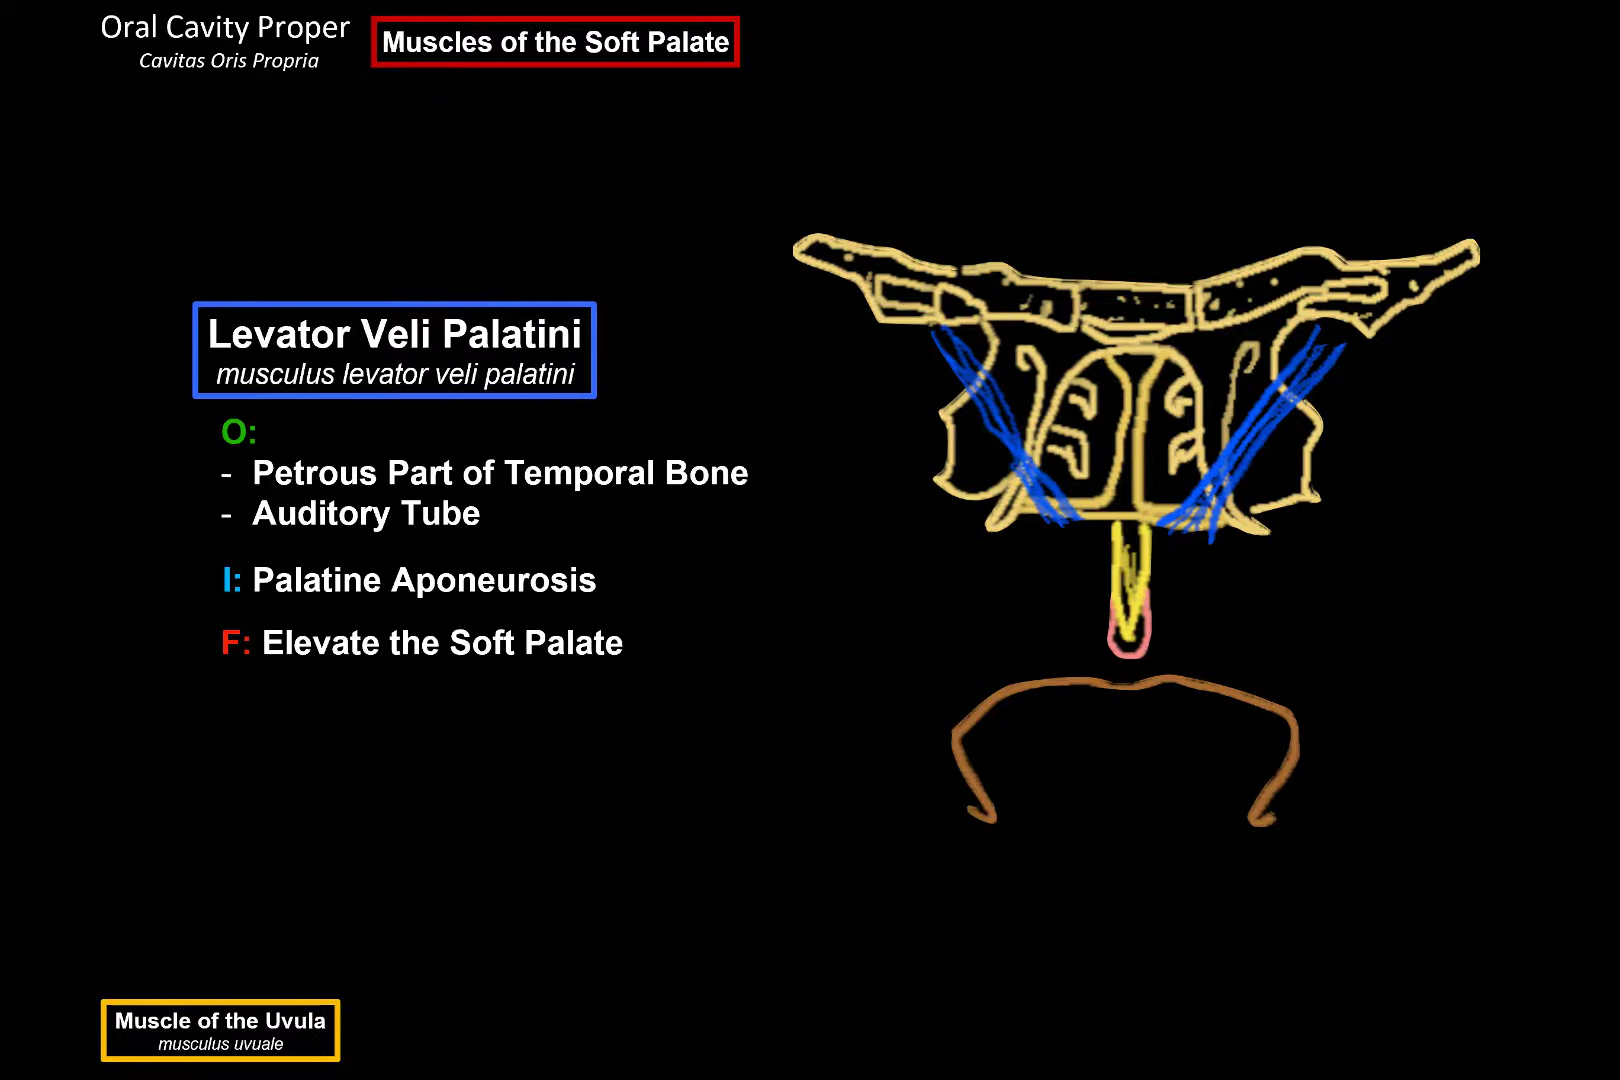 Oral Cavity Proper
Cavitas Oris Propria
Muscles of the Soft Palate
Levator Veli Palatini
musculus levator veli palatini
O:
- Petrous Part of Temporal Bone
- Auditory Tube
I: Palatine Aponeurosis
F: Elevate the Soft Palate
Muscle of the Uvula
musculus uvuale